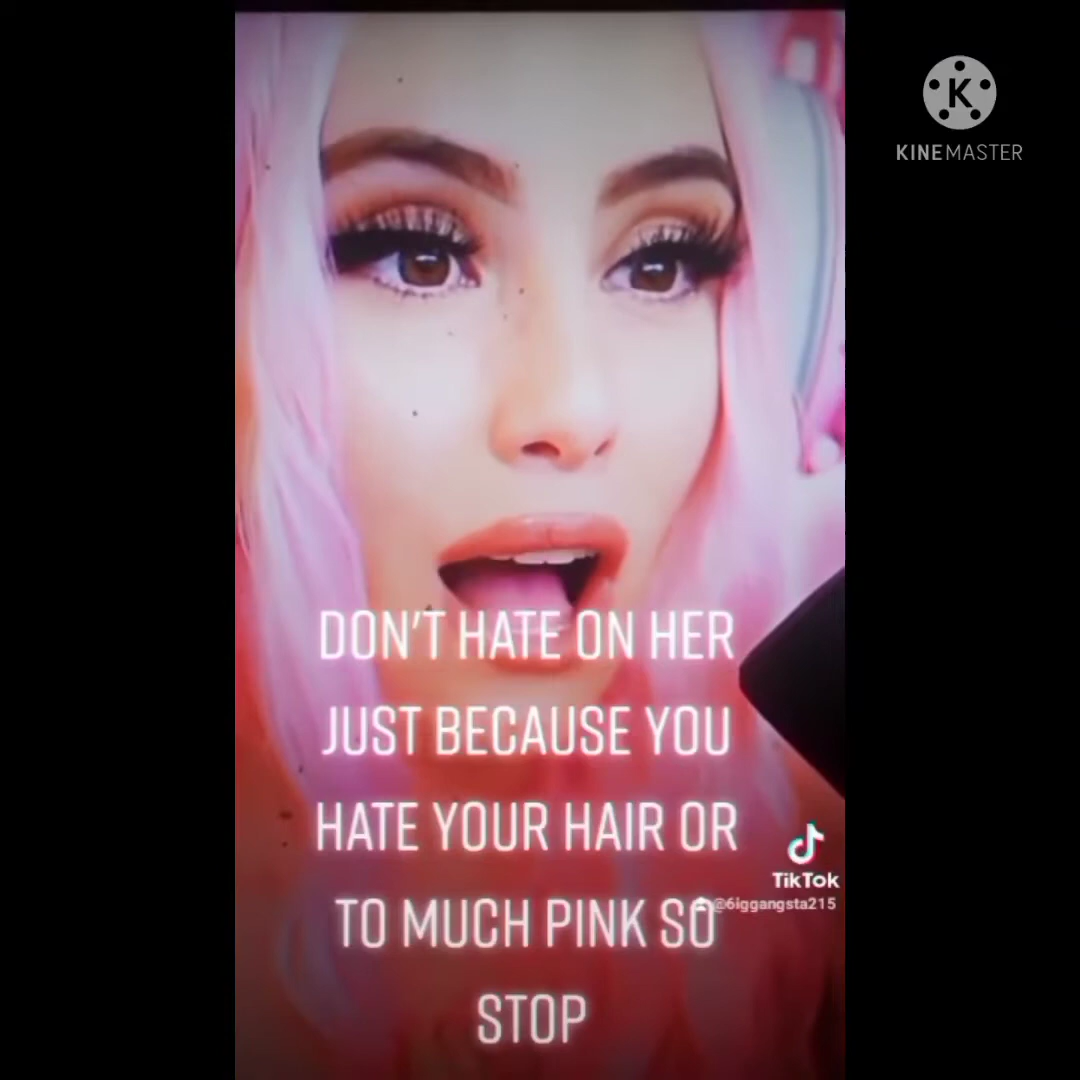 KINEMASTER
DON'T HATE ON HER
JUST BECAUSE YOU
HATE YOUR HAIR OR
TO MUCH PINK SO
STOP
TikTok
@6iggangsta215